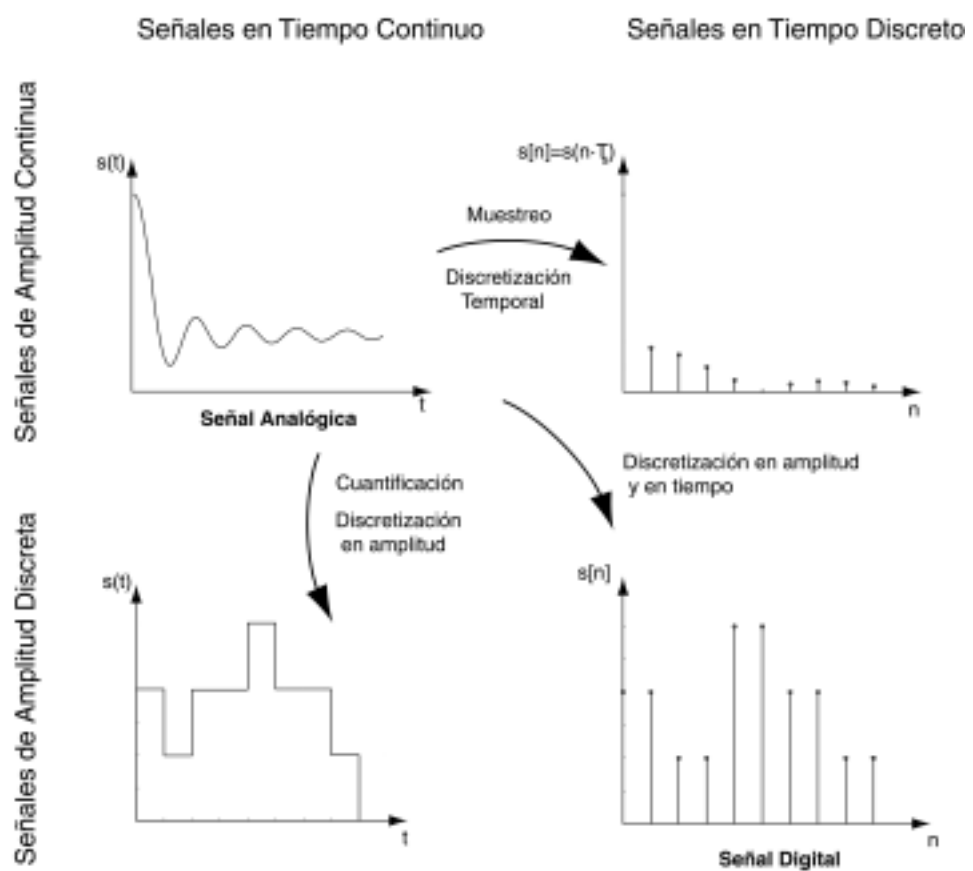 Señales en Tiempo Continuo
Señales en Tiempo Discreto
Señales de Amplitud Continua
s(t)
t
Señal Analógica
Muestreo
Discretización
Temporal
s[n]=s(n·Ts)
n
Cuantificación
Discretización
en amplitud
Discretización en amplitud
y en tiempo
Señales de Amplitud Discreta
s(t)
t
s[n]
n
Señal Digital